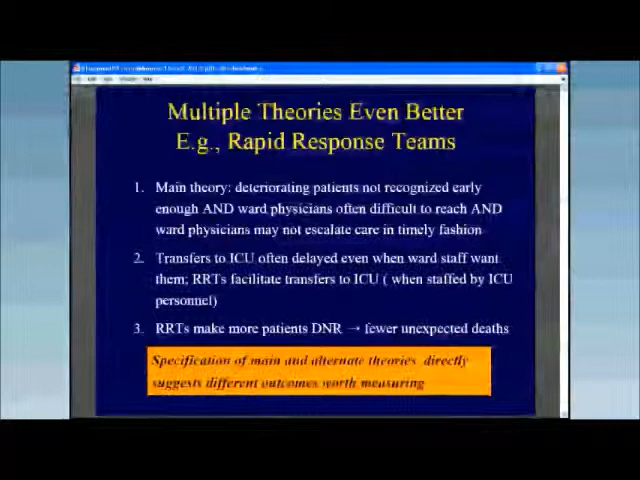 Multiple Theories Even Better
E.g., Rapid Response Teams
1. Main theory: deteriorating patients not recognized early
enough AND ward physicians often difficult to reach AND
ward physicians may not escalate care in timely fashion
2. Transfers to ICU often delayed even when ward staff want
them; RRTs facilitate transfers to ICU ( when staffed by ICU
personnel)
3. RRTs make more patients DNR → fewer unexpected deaths
Specification of main and alternate theories directly
suggests different outcomes worth measuring